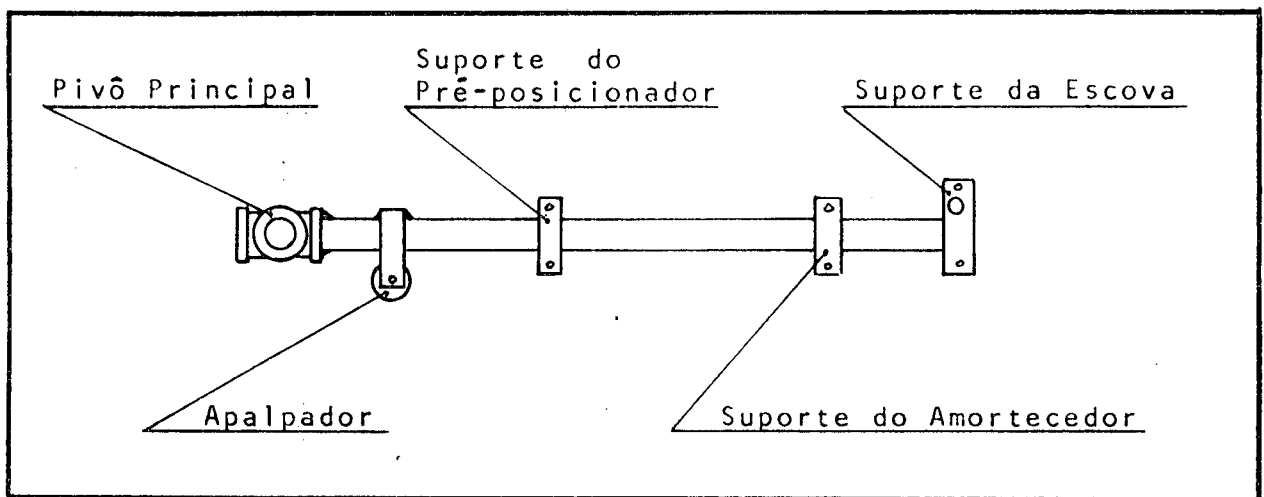 Pivô Principal
Suporte do
Pré-posicionador
Suporte da Escova
Apalpador
Suporte do Amortecedor